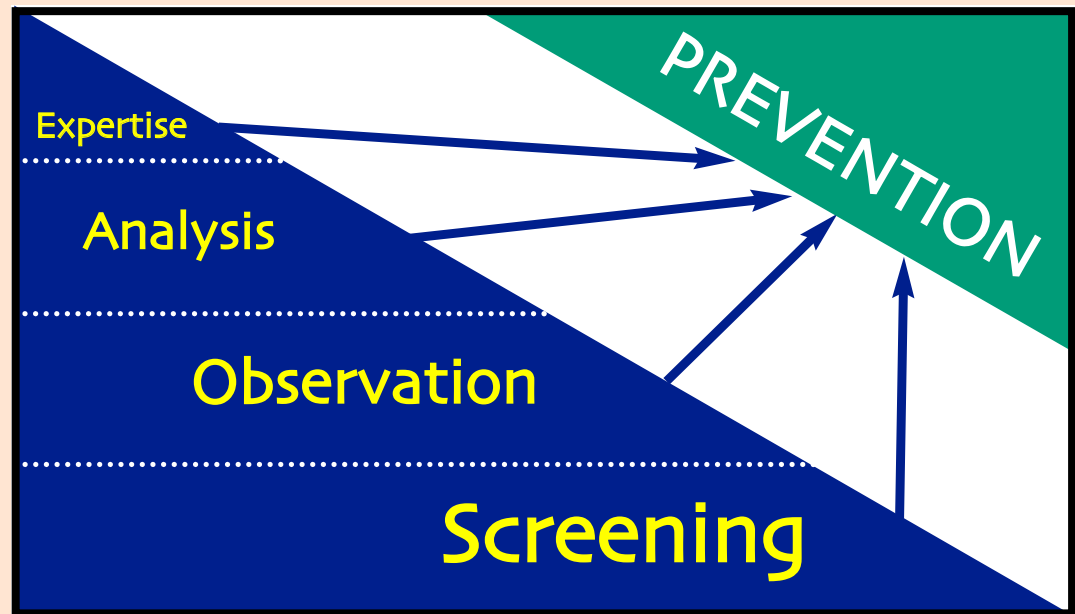 PREVENTION
Expertise
Analysis
Observation
Screening